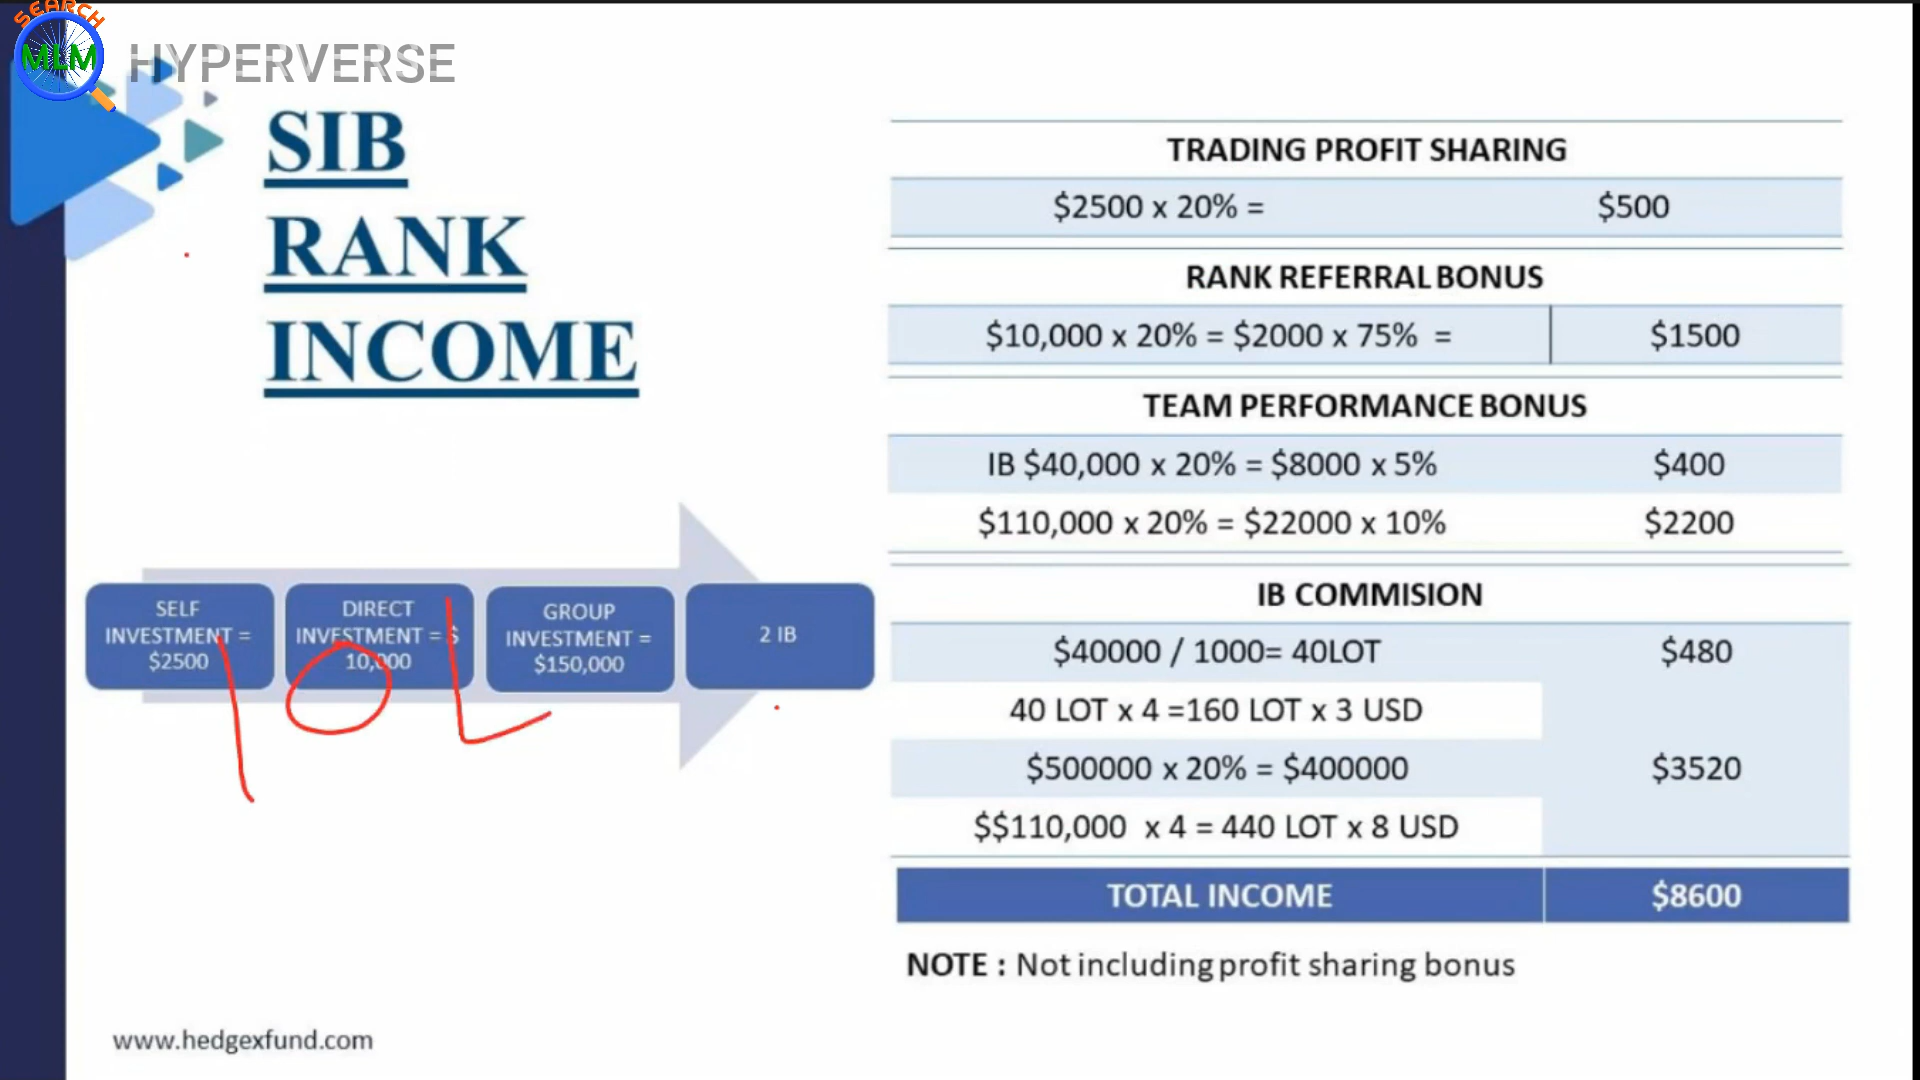 SEARCH
MLM
HYPERVERSE
SIB
RANK
INCOME
SELF
INVESTMENT =
$2500
DIRECT
INVESTMENT = $
10,000
GROUP
INVESTMENT =
$150,000
2 IB
10L
TRADING PROFIT SHARING
$2500 x 20% = $500
RANK REFERRAL BONUS
$10,000 x 20% = $2000 x 75% = $1500
TEAM PERFORMANCE BONUS
IB $40,000 x 20% = $8000 x 5% $400
$110,000 x 20% = $22000 x 10% $2200
IB COMMISION
$40000 / 1000= 40LOT $480
40 LOT x 4 =160 LOT x 3 USD
$500000 x 20% = $400000 $3520
$$110,000 x 4 = 440 LOT x 8 USD
TOTAL INCOME $8600
NOTE : Not including profit sharing bonus
www.hedgexfund.com